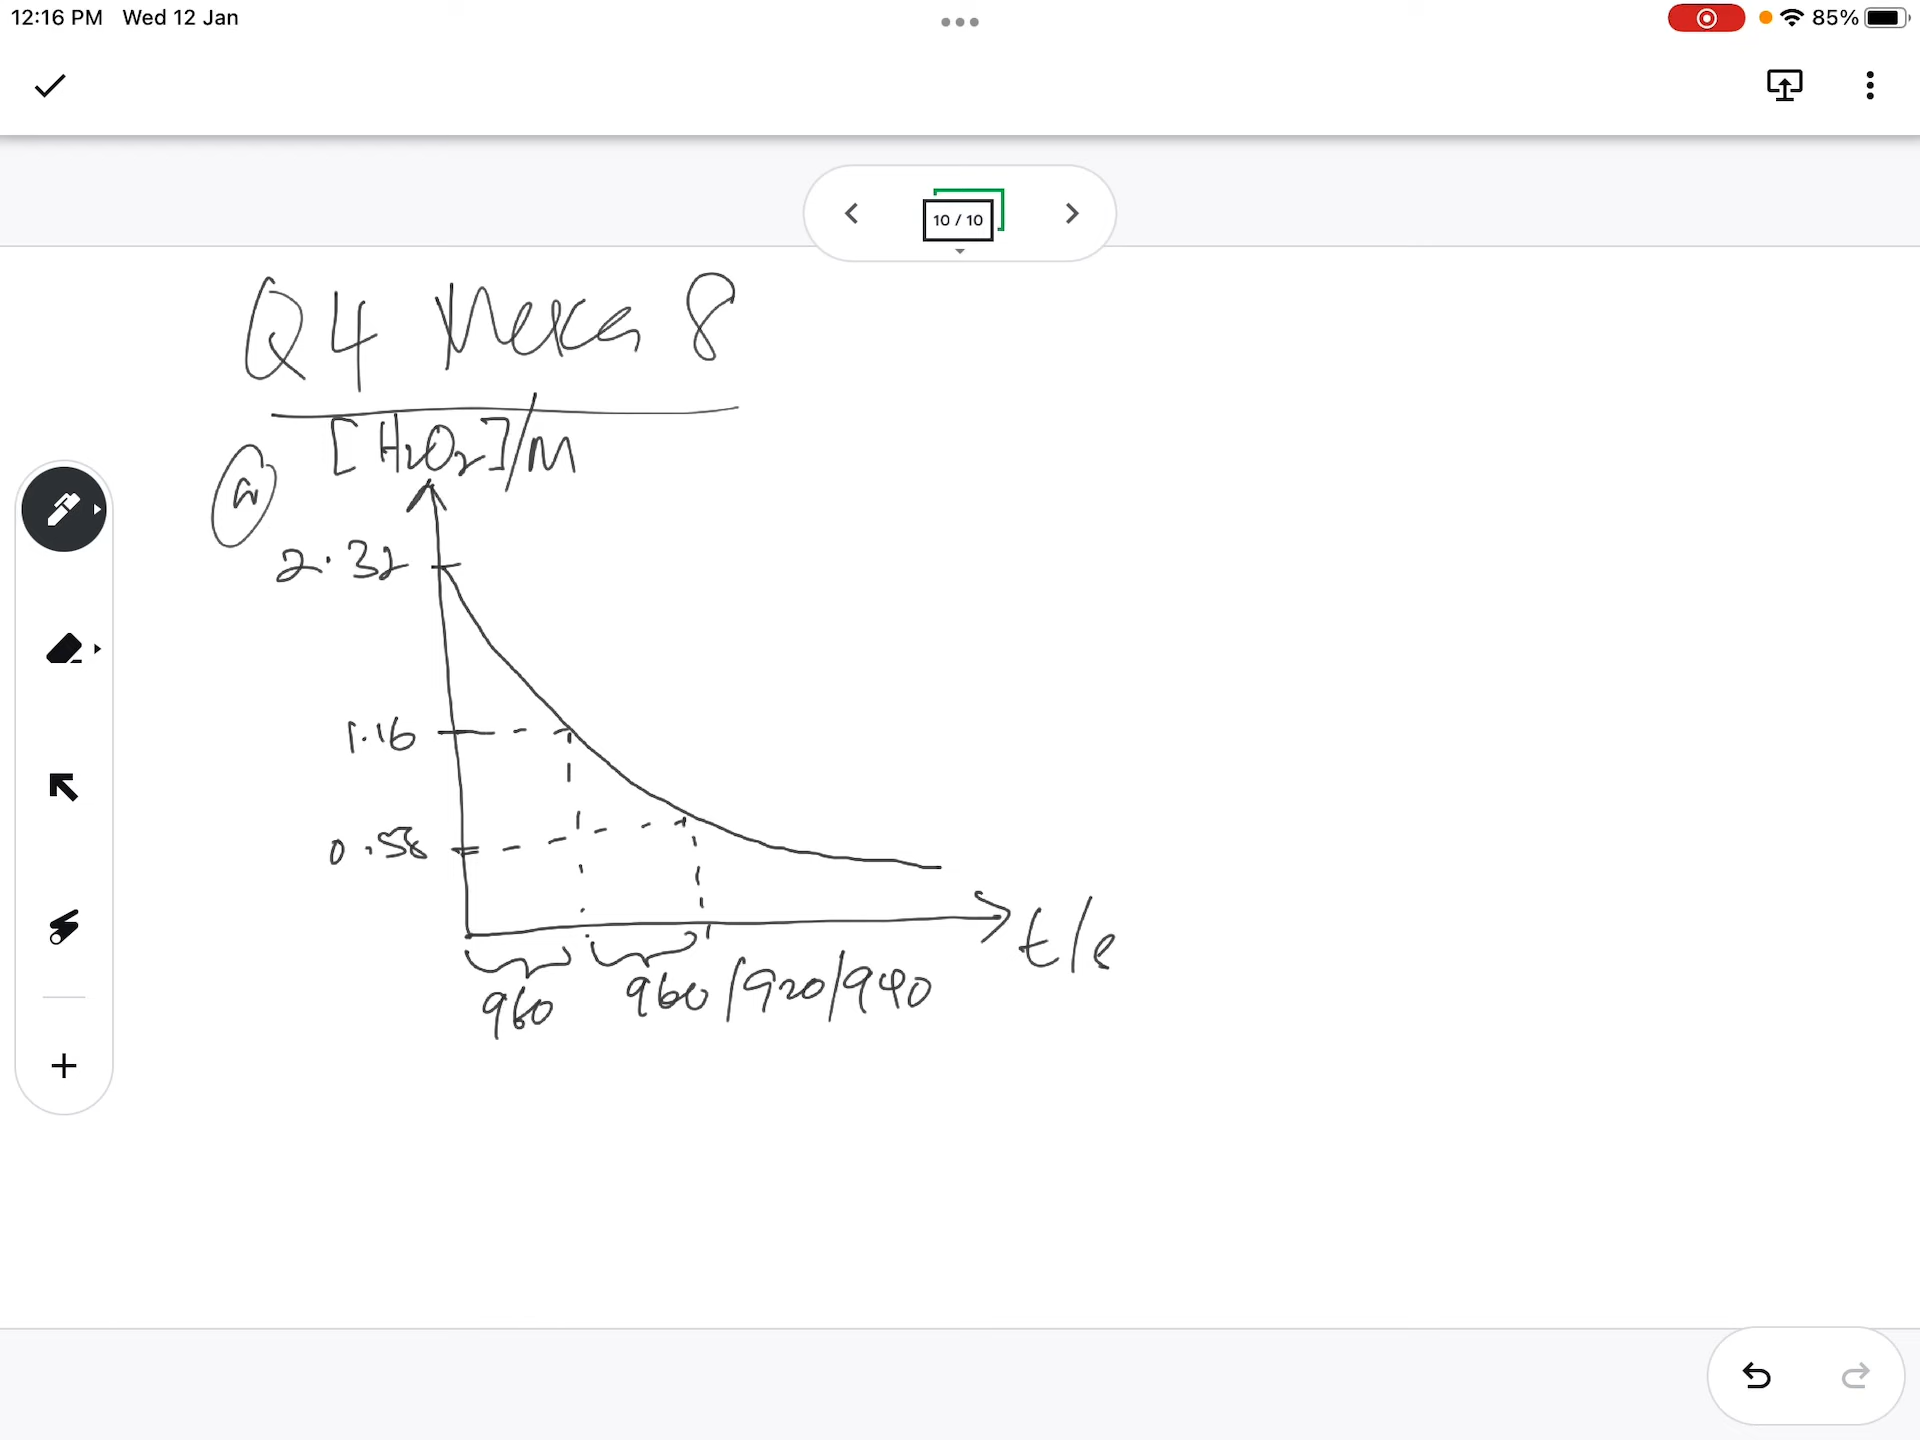 12:16 PM Wed 12 Jan
85%
10 / 10
Q4 Meka 8
[H₂O₂]/M
a
2.32
1.16
0.58
t/s
960
960/920/940